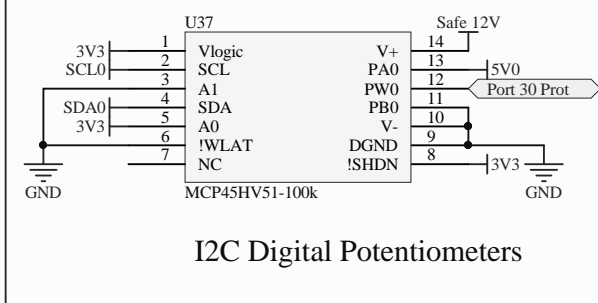 U37
Safe 12V
3V3 1 Vlogic V+ 14
SCL0 2 SCL PA0 13 5V0
3 A1 PW0 12 Port 30 Prot
SDA0 4 SDA PB0 11
3V3 5 A0 V- 10
6 !WLAT DGND 9
7 NC !SHDN 8 3V3
GND GND
MCP45HV51-100k
I2C Digital Potentiometers